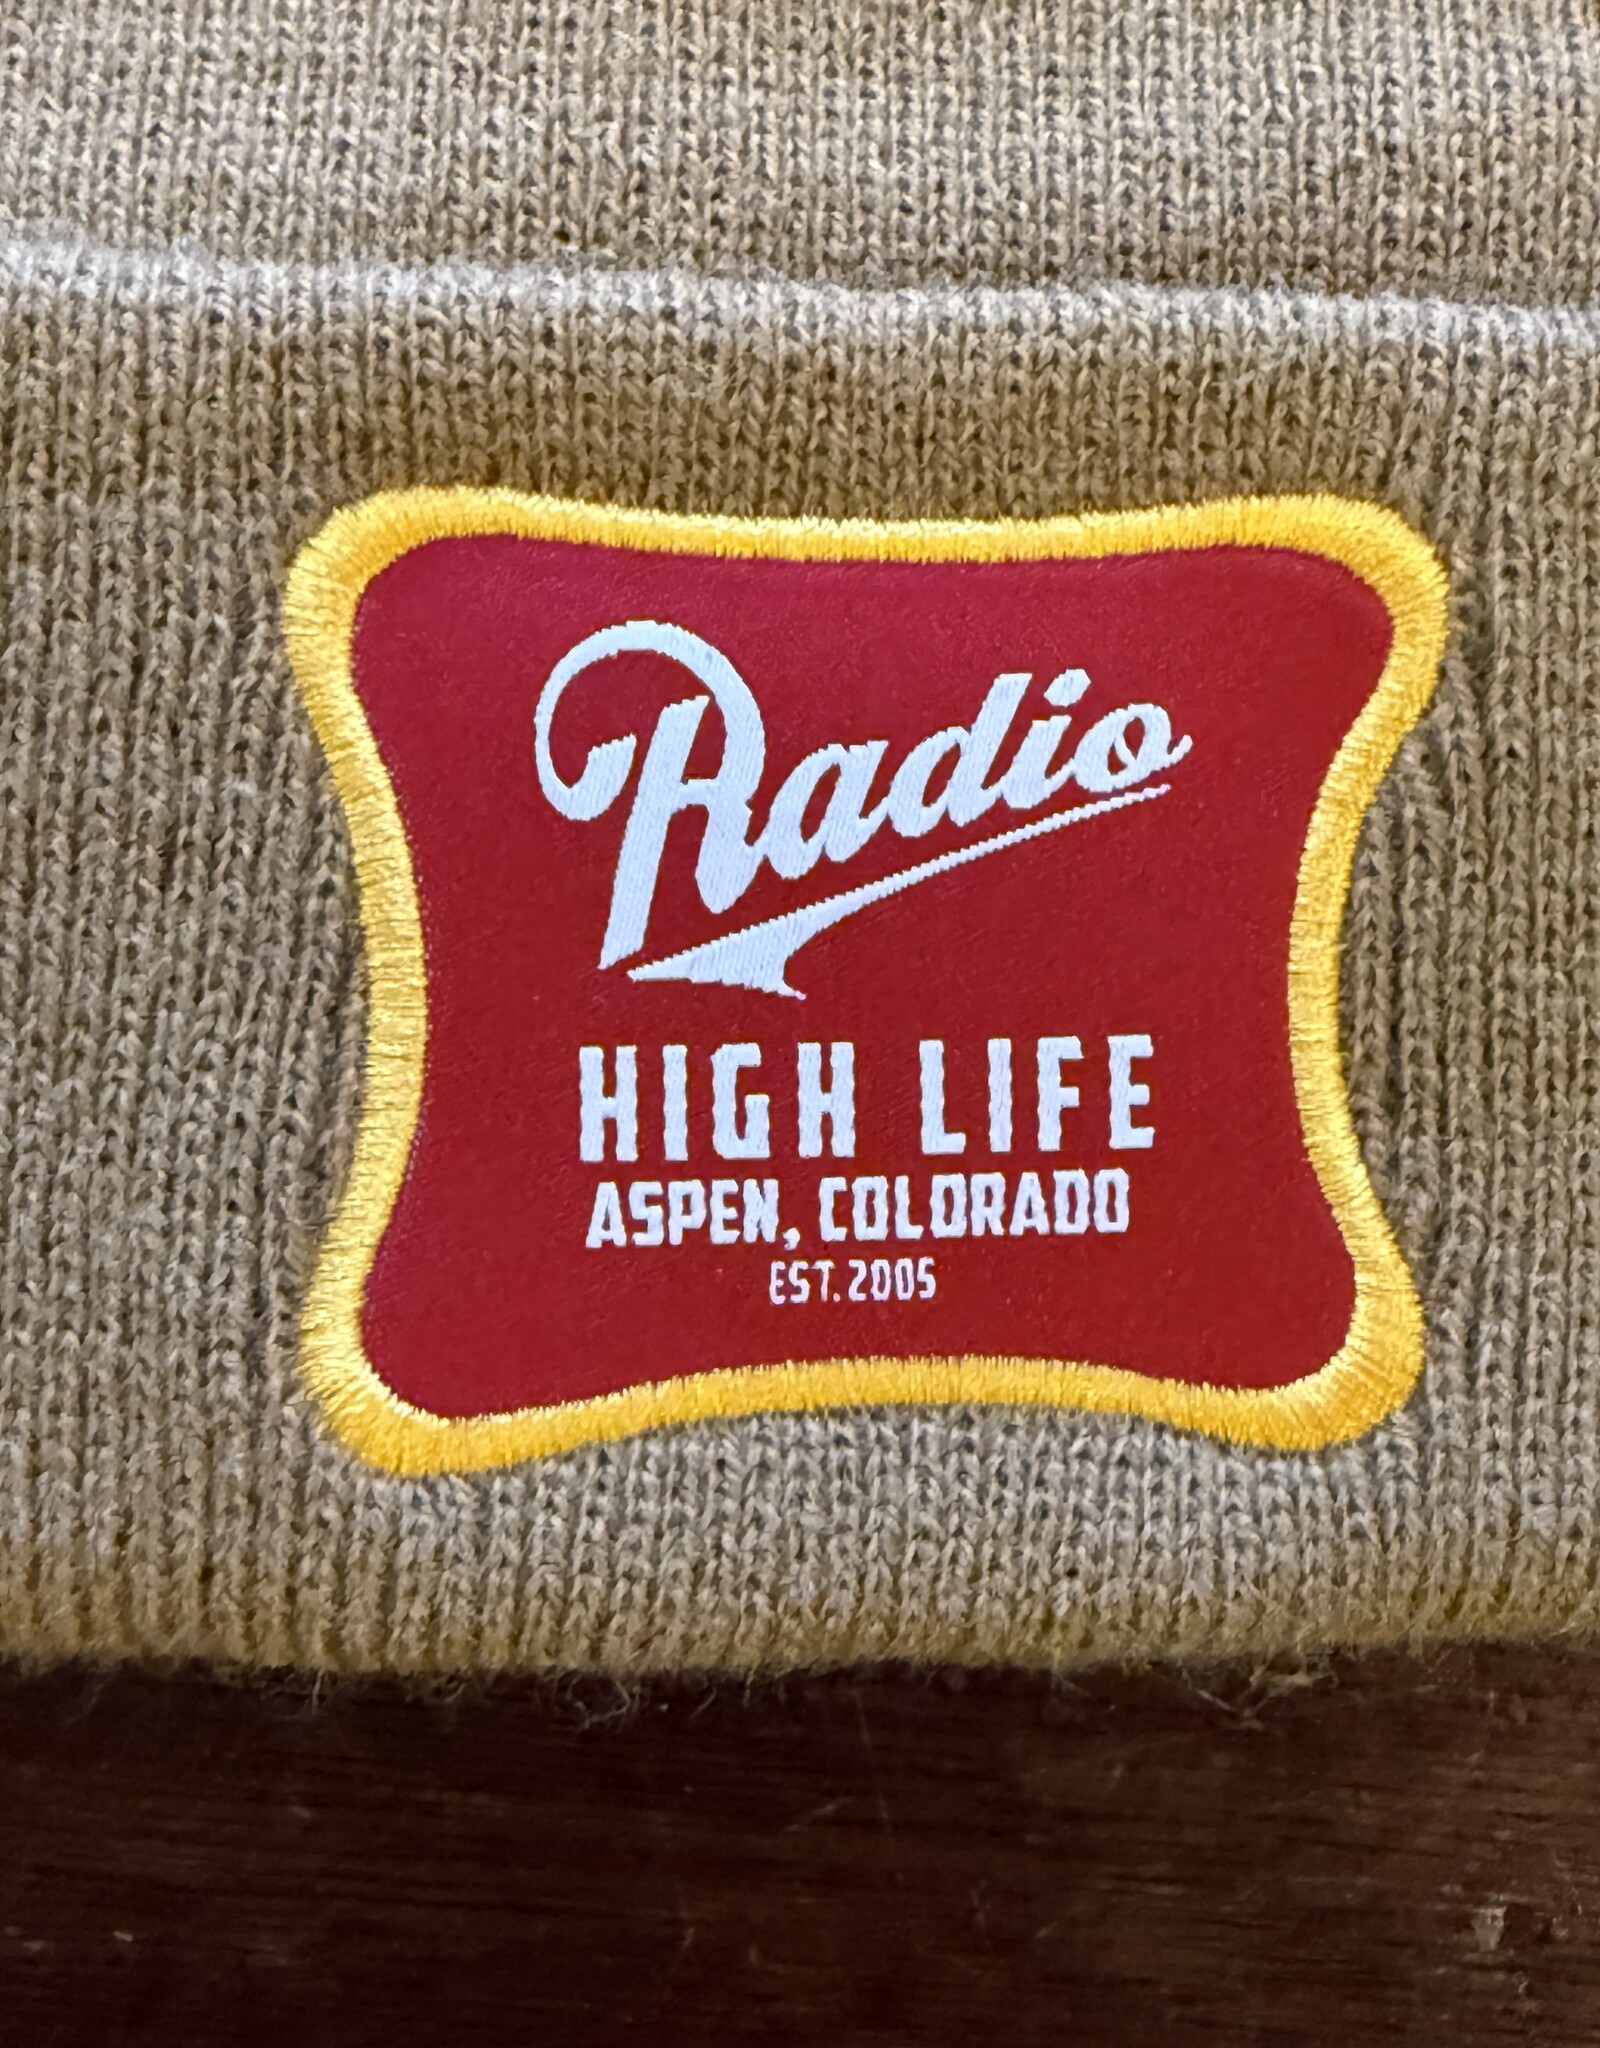 Radio
HIGH LIFE
ASPEN, COLORADO
EST. 2005